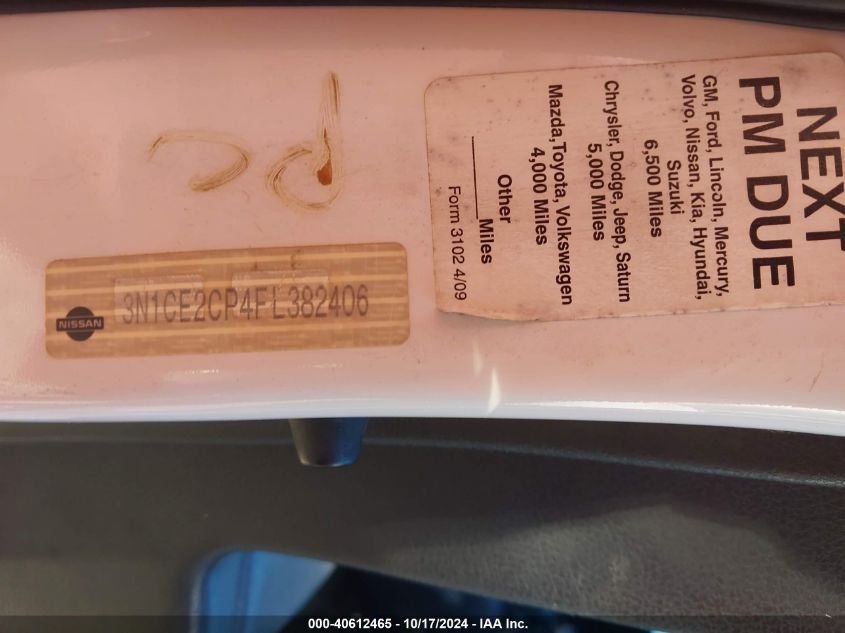 NEXT
PM DUE
GM, Ford, Lincoln, Mercury,
Volvo, Nissan, Kia, Hyundai,
Suzuki
6,500 Miles
Chrysler, Dodge, Jeep, Saturn
5,000 Miles
Mazda,Toyota, Volkswagen
4,000 Miles
Other
______Miles
Form 3102 4/09
NISSAN
3N1CE2CP4FL382406
000-40612465 - 10/17/2024 - IAA Inc.